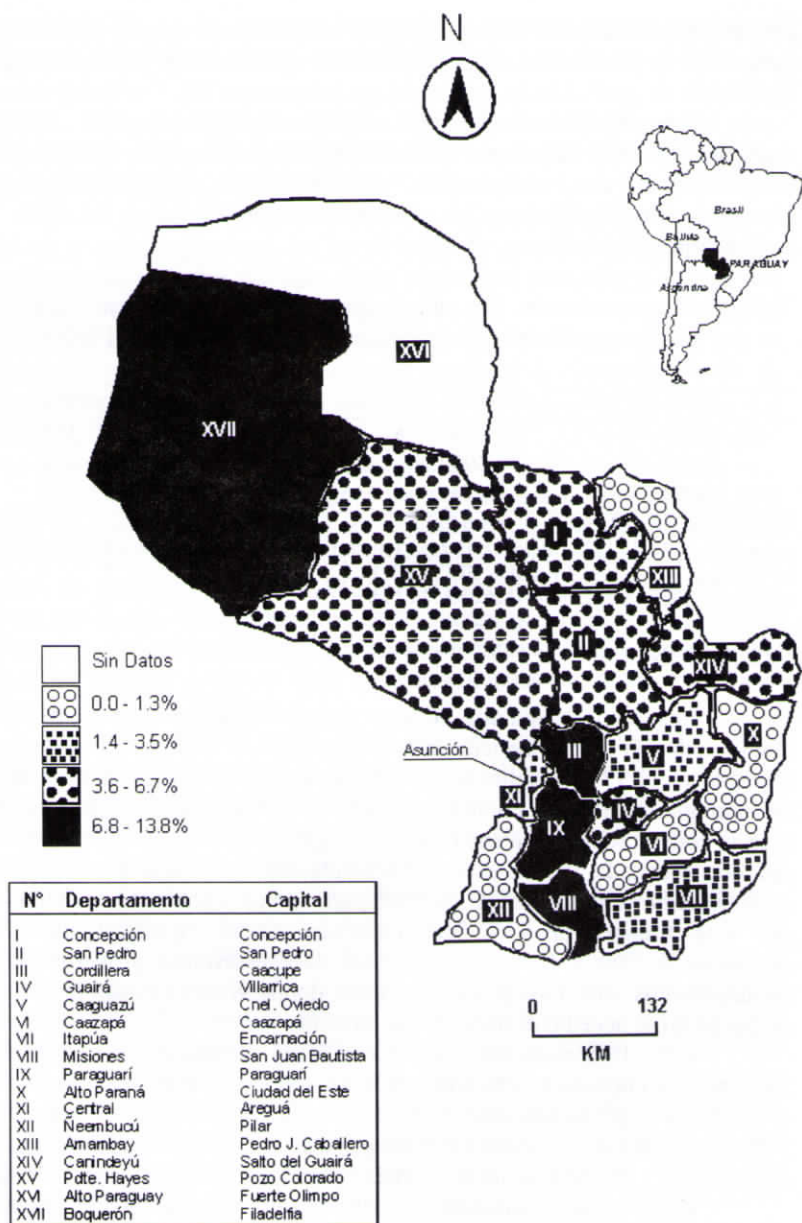 N
Brasil
Bolivia
PARAGUAY
Argentina
XVI
XVII
I
XV
XIII
II
XIV
Sin Datos
0.0 - 1.3%
1.4 - 3.5%
3.6 - 6.7%
6.8 - 13.8%
Asunción
III
V
X
XI
IV
IX
VI
VII
VIII
XII
0 132
KM
N° Departamento Capital
I Concepción Concepción
II San Pedro San Pedro
III Cordillera Caacupe
IV Guairá Villarrica
V Caaguazú Cnel. Oviedo
VI Caazapá Caazapá
VII Itapúa Encarnación
VIII Misiones San Juan Bautista
IX Paraguarí Paraguarí
X Alto Paraná Ciudad del Este
XI Central Areguá
XII Ñeembucú Pilar
XIII Amambay Pedro J. Caballero
XIV Canindeyú Salto del Guairá
XV Pdte. Hayes Pozo Colorado
XVI Alto Paraguay Fuerte Olimpo
XVII Boquerón Filadelfia